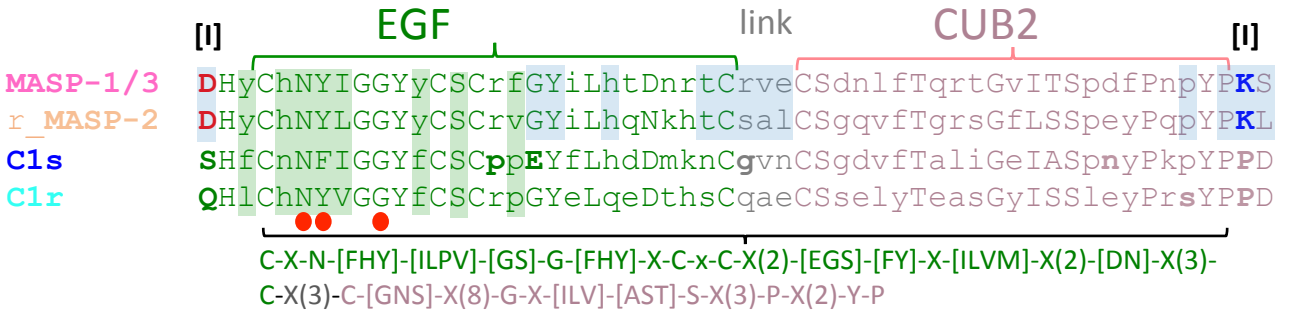 EGF link CUB2
[I] [I]
MASP-1/3 DHyChNYIGGYyCSCrfGYiLhtDnrtCrveCSdnlfTqrtGvITSpdfPnpYPKS
r_MASP-2 DHyChNYLGGYyCSCrvGYiLhqNkhtCsalCSgqvfTgrsGfLSSpeyPqpYPKL
C1s SHfCnNFIGGYfCSCppEYfLhdDmknCgvnCSgdvfTaliGeIASpnyPkpYPPD
C1r QHlChNYVGGYfCSCrpGYeLqeDthsCqaeCSselyTeasGyISSleyPrsYPPD
C-X-N-[FHY]-[ILPV]-[GS]-G-[FHY]-X-C-x-C-X(2)-[EGS]-[FY]-X-[ILVM]-X(2)-[DN]-X(3)-
C-X(3)-C-[GNS]-X(8)-G-X-[ILV]-[AST]-S-X(3)-P-X(2)-Y-P